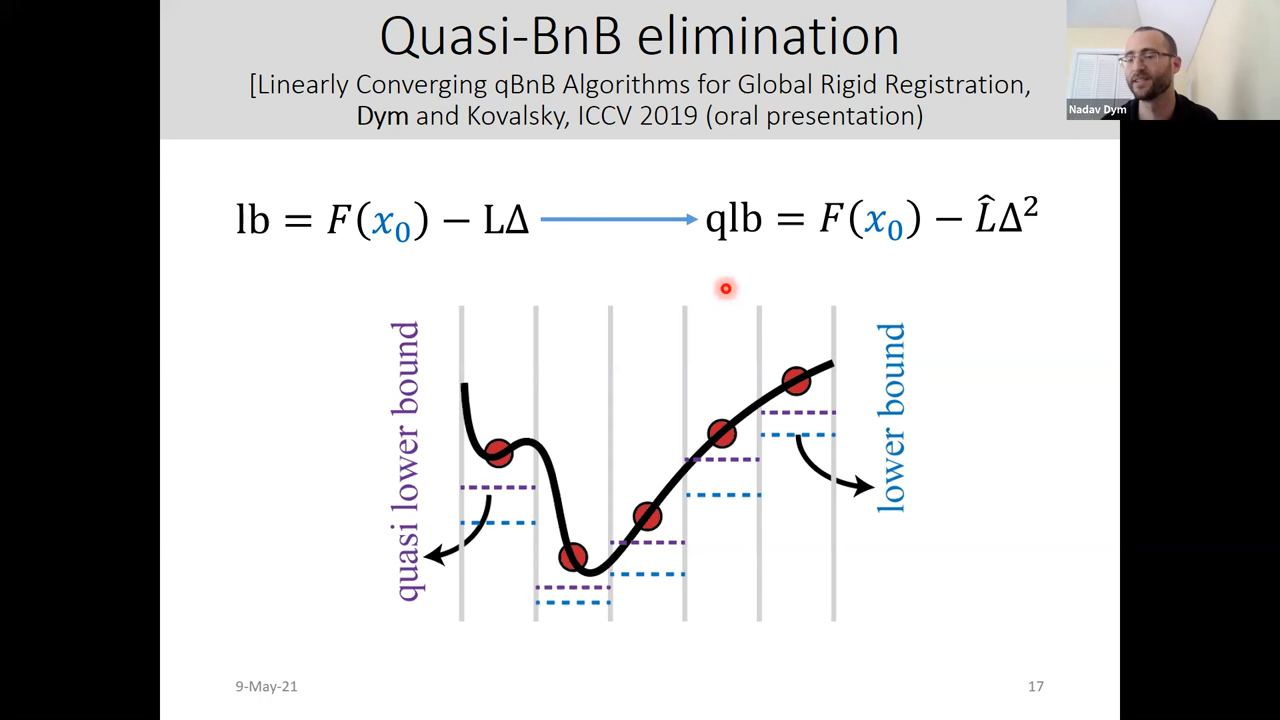 Quasi-BnB elimination
[Linearly Converging qBnB Algorithms for Global Rigid Registration,
Dym and Kovalsky, ICCV 2019 (oral presentation)
Nadav Dym
lb = F(x₀) − LΔ
qlb = F(x₀) − L̂Δ²
quasi lower bound
lower bound
9-May-21
17